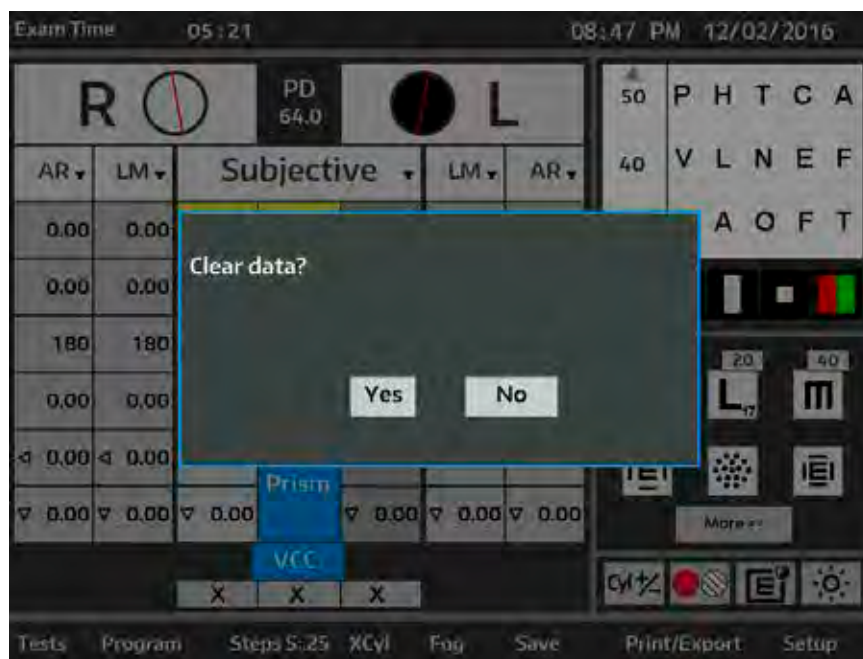 Exam Time 05:21 08:47 PM 12/02/2016
R PD 64.0 L
50 P H T C A
AR LM Subjective LM AR
40 V L N E F
0.00 0.00
A O F T
Clear data?
0.00 0.00
180 180
20 40
L17 m
0.00 0.00
Yes No
0.00 0.00
E E
Prism
0.00 0.00 0.00 0.00 0.00 0.00
More >>
VCC
X X X
Cyl +/- E
Tests Program Steps S:.25 XCyl Fog Save Print/Export Setup